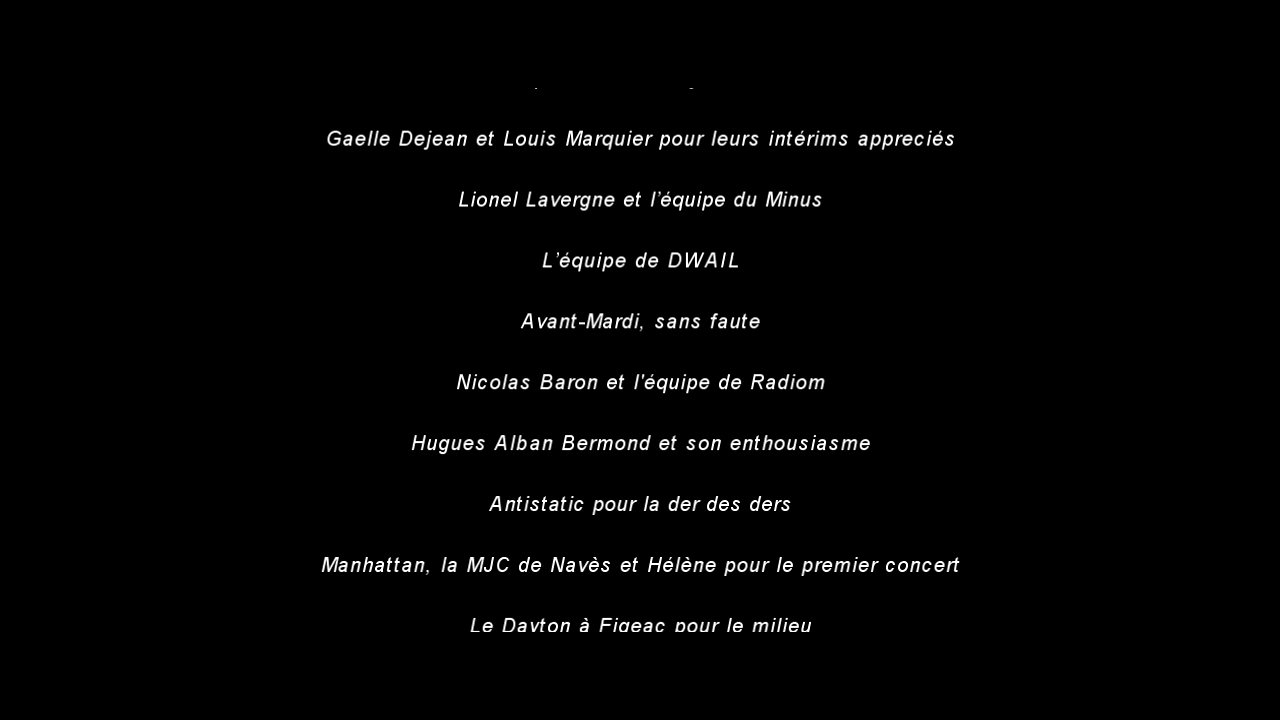 Gaelle Dejean et Louis Marquier pour leurs intérims appreciés
Lionel Lavergne et l’équipe du Minus
L’équipe de DWAIL
Avant-Mardi, sans faute
Nicolas Baron et l'équipe de Radiom
Hugues Alban Bermond et son enthousiasme
Antistatic pour la der des ders
Manhattan, la MJC de Navès et Hélène pour le premier concert
Le Dayton à Figeac pour le milieu